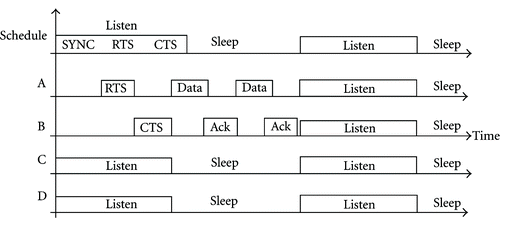 Listen
Schedule SYNC RTS CTS Sleep Listen Sleep
A RTS Data Data Listen Sleep
B CTS Ack Ack Listen Sleep
Time
C Listen Sleep Listen Sleep
D Listen Sleep Listen Sleep